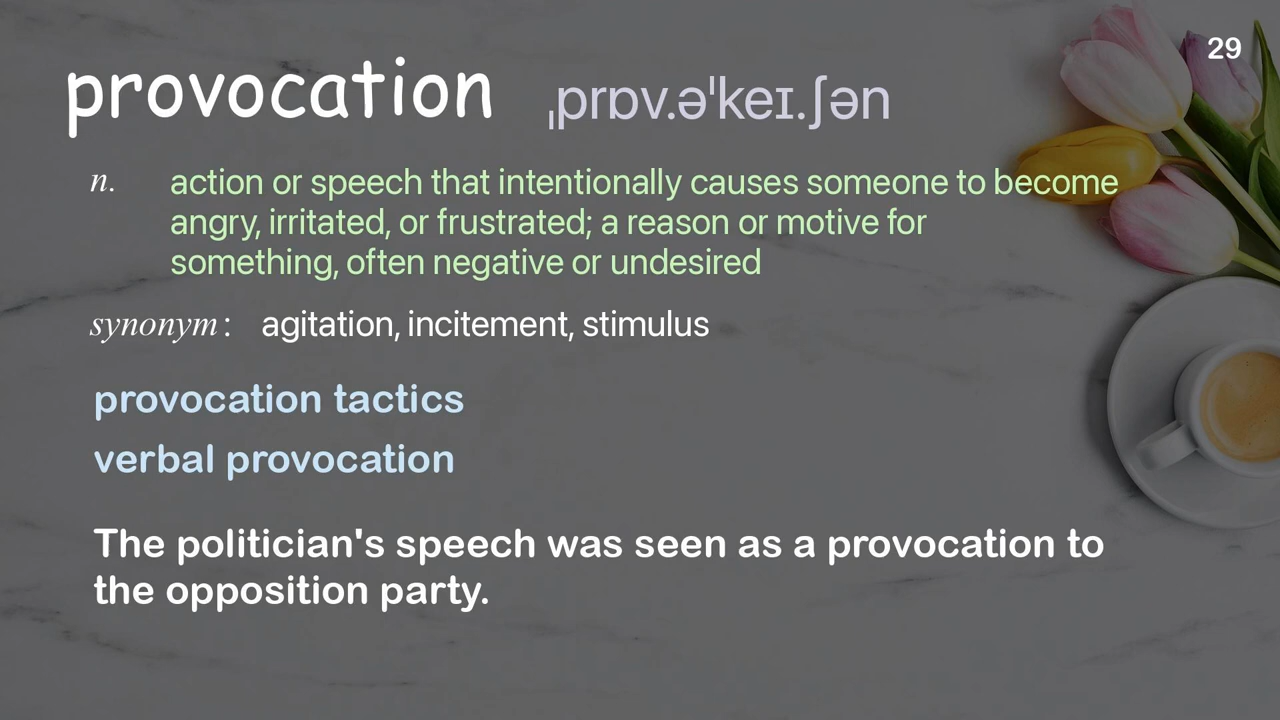 29
provocation ˌprɒv.əˈkeɪ.ʃən
n. action or speech that intentionally causes someone to become
angry, irritated, or frustrated; a reason or motive for
something, often negative or undesired
synonym: agitation, incitement, stimulus
provocation tactics
verbal provocation
The politician's speech was seen as a provocation to
the opposition party.